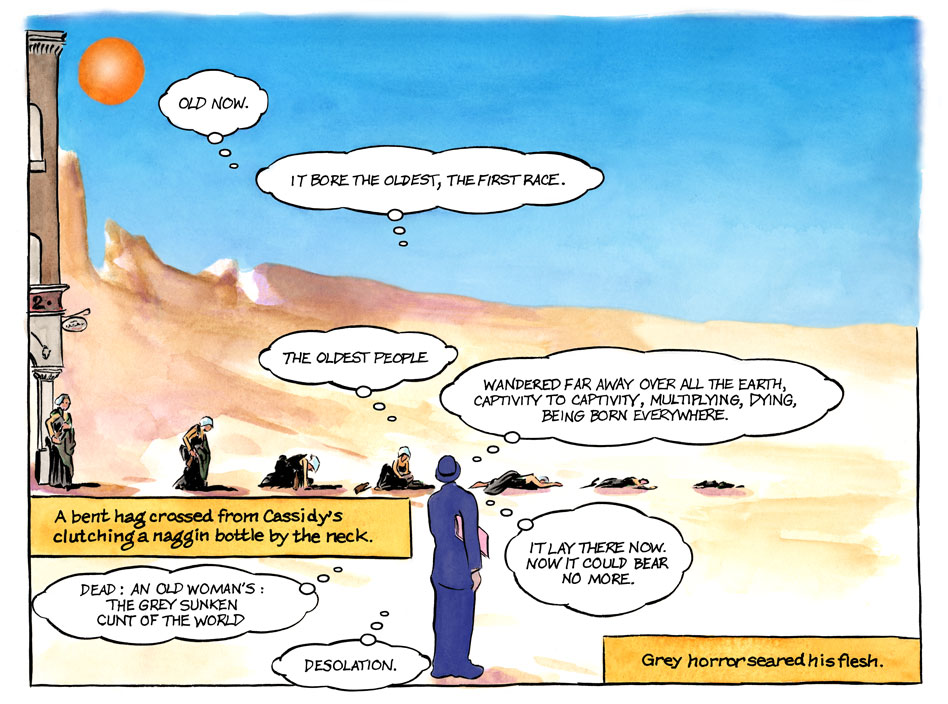 OLD NOW.
IT BORE THE OLDEST, THE FIRST RACE.
2.
THE OLDEST PEOPLE
WANDERED FAR AWAY OVER ALL THE EARTH,
CAPTIVITY TO CAPTIVITY, MULTIPLYING, DYING,
BEING BORN EVERYWHERE.
A bent hag crossed from Cassidy's
clutching a naggin bottle by the neck.
IT LAY THERE NOW.
NOW IT COULD BEAR
NO MORE.
DEAD: AN OLD WOMAN'S:
THE GREY SUNKEN
CUNT OF THE WORLD
DESOLATION.
Grey horror seared his flesh.